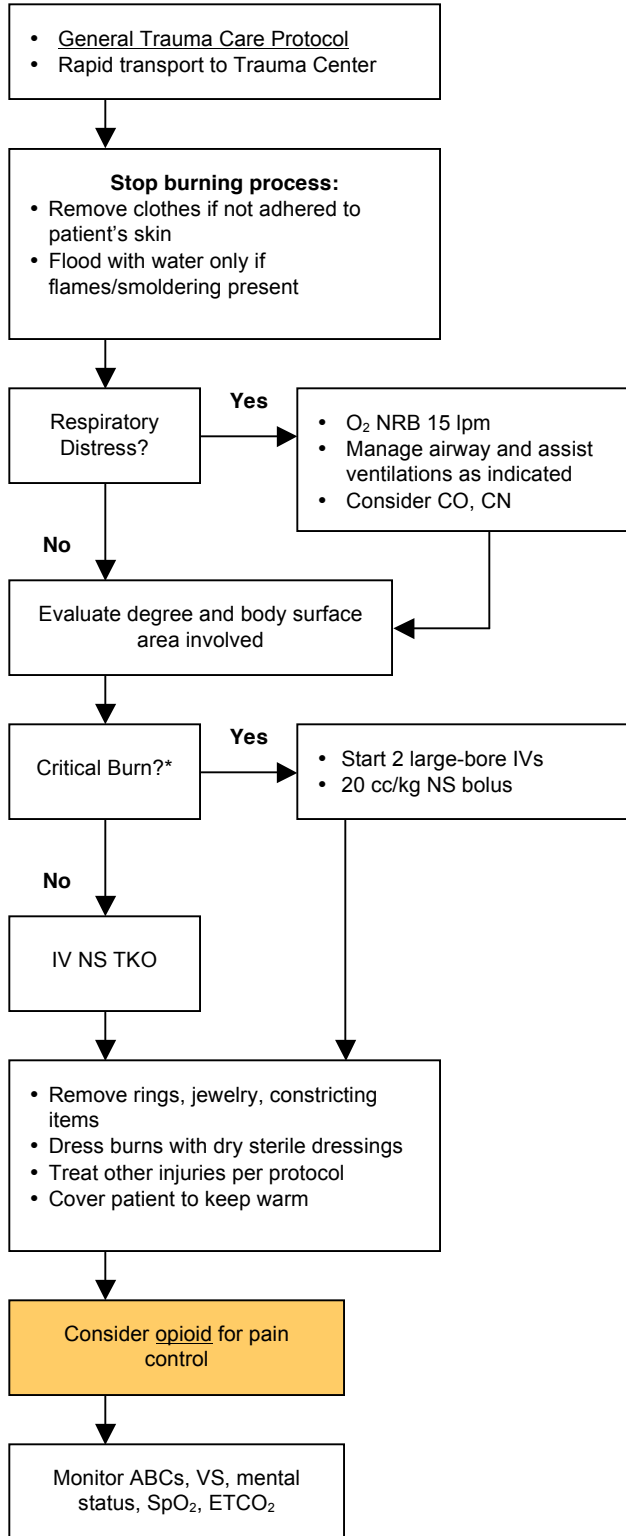 • General Trauma Care Protocol
• Rapid transport to Trauma Center
Stop burning process:
• Remove clothes if not adhered to
patient’s skin
• Flood with water only if
flames/smoldering present
Respiratory
Distress?
Yes
• O₂ NRB 15 lpm
• Manage airway and assist
ventilations as indicated
• Consider CO, CN
No
Evaluate degree and body surface
area involved
Critical Burn?*
Yes
• Start 2 large-bore IVs
• 20 cc/kg NS bolus
No
IV NS TKO
• Remove rings, jewelry, constricting
items
• Dress burns with dry sterile dressings
• Treat other injuries per protocol
• Cover patient to keep warm
Consider opioid for pain
control
Monitor ABCs, VS, mental
status, SpO₂, ETCO₂